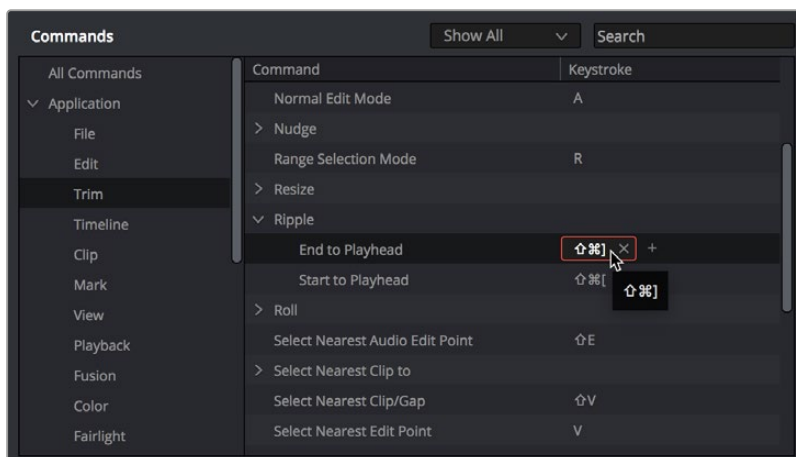 Commands
Show All
Search
All Commands
Application
File
Edit
Trim
Timeline
Clip
Mark
View
Playback
Fusion
Color
Fairlight
Command Keystroke
Normal Edit Mode A
Nudge
Range Selection Mode R
Resize
Ripple
End to Playhead ⇧⌘]
Start to Playhead ⇧⌘[
⇧⌘]
Roll
Select Nearest Audio Edit Point ⇧E
Select Nearest Clip to
Select Nearest Clip/Gap ⇧V
Select Nearest Edit Point V